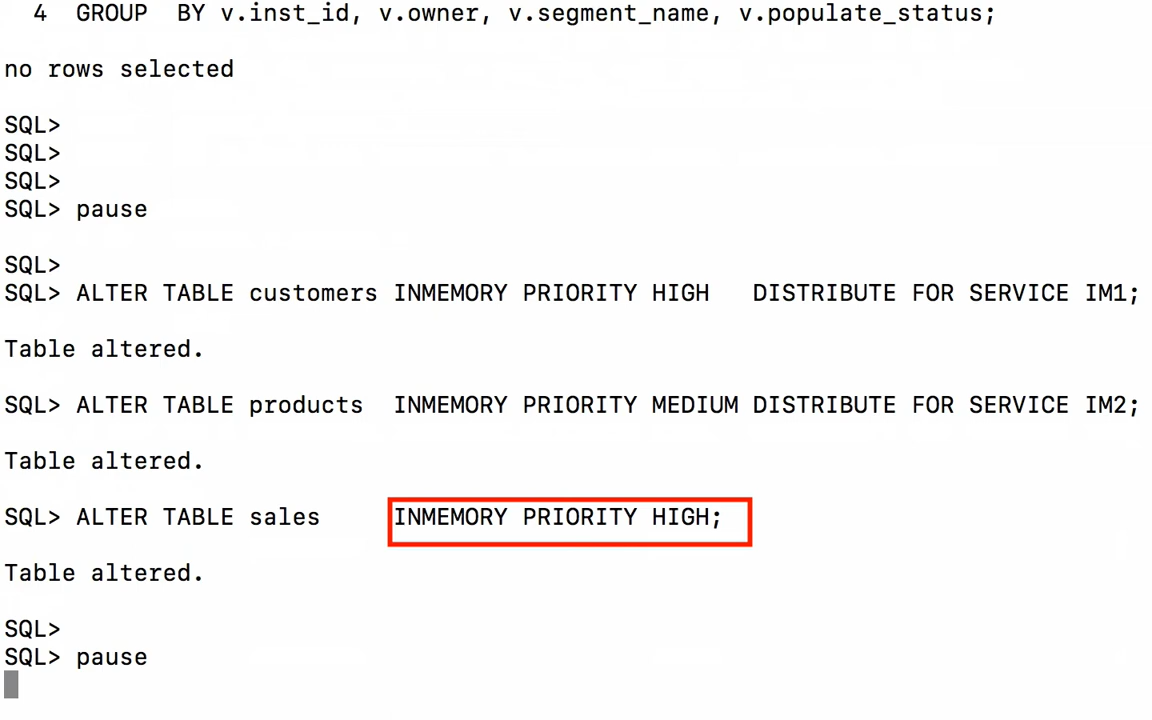 4  GROUP  BY v.inst_id, v.owner, v.segment_name, v.populate_status;
no rows selected
SQL>
SQL>
SQL>
SQL> pause
SQL>
SQL> ALTER TABLE customers INMEMORY PRIORITY HIGH   DISTRIBUTE FOR SERVICE IM1;
Table altered.
SQL> ALTER TABLE products  INMEMORY PRIORITY MEDIUM DISTRIBUTE FOR SERVICE IM2;
Table altered.
SQL> ALTER TABLE sales     INMEMORY PRIORITY HIGH;
Table altered.
SQL>
SQL> pause